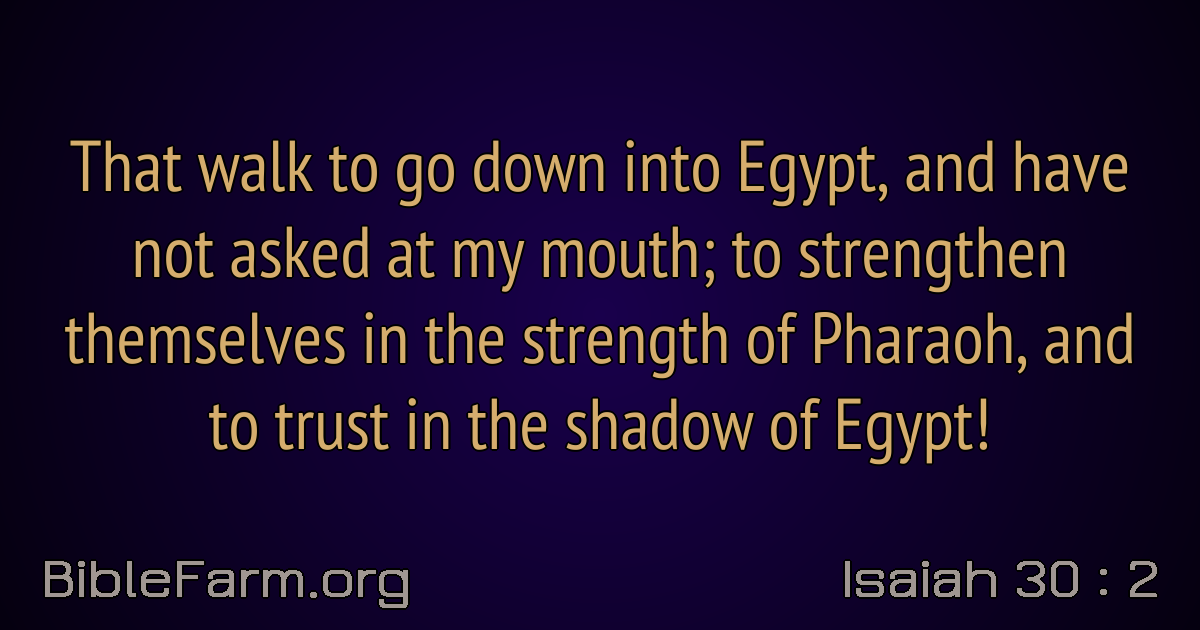 That walk to go down into Egypt, and have
not asked at my mouth; to strengthen
themselves in the strength of Pharaoh, and
to trust in the shadow of Egypt!
BibleFarm.org
Isaiah 30 : 2